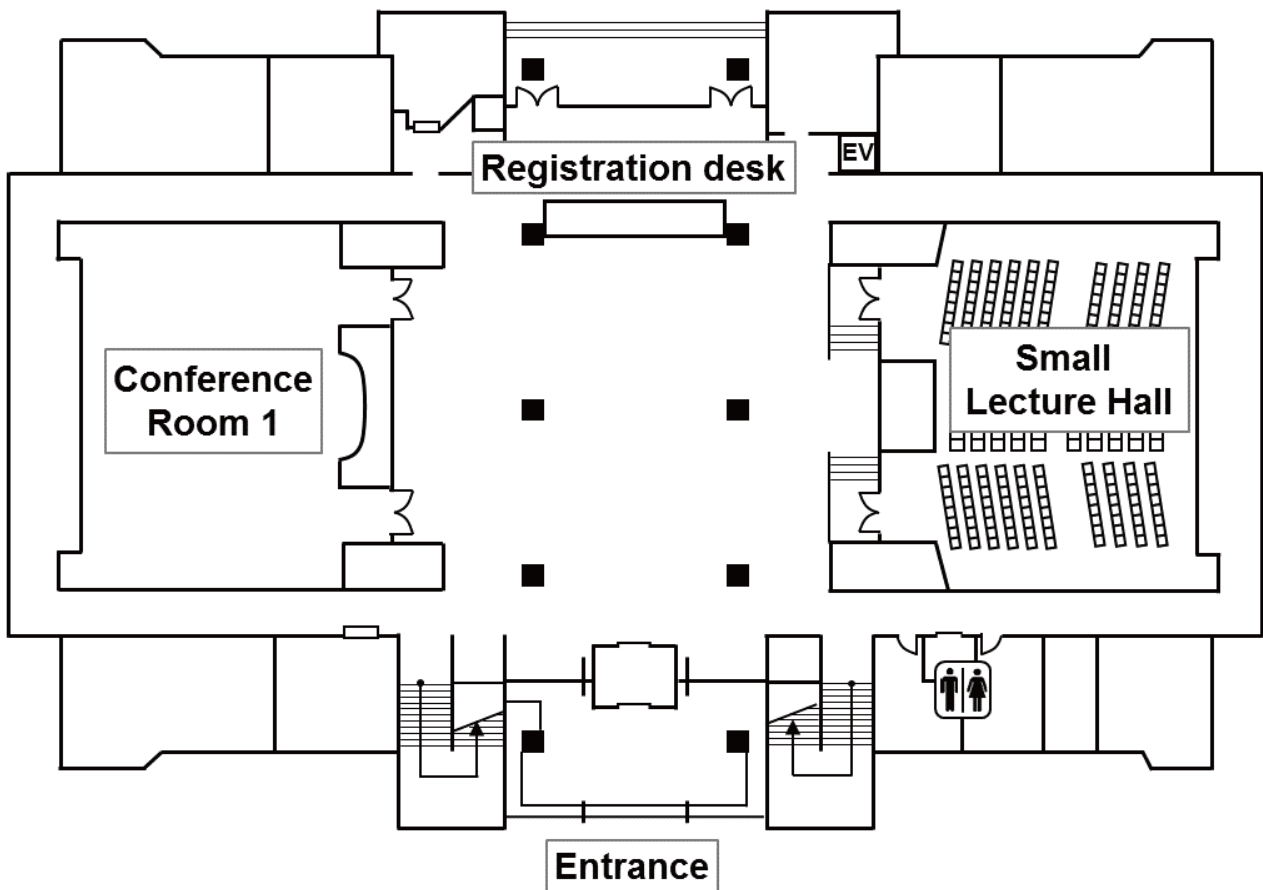 Registration desk
EV
Conference
Room 1
Small
Lecture Hall
Entrance